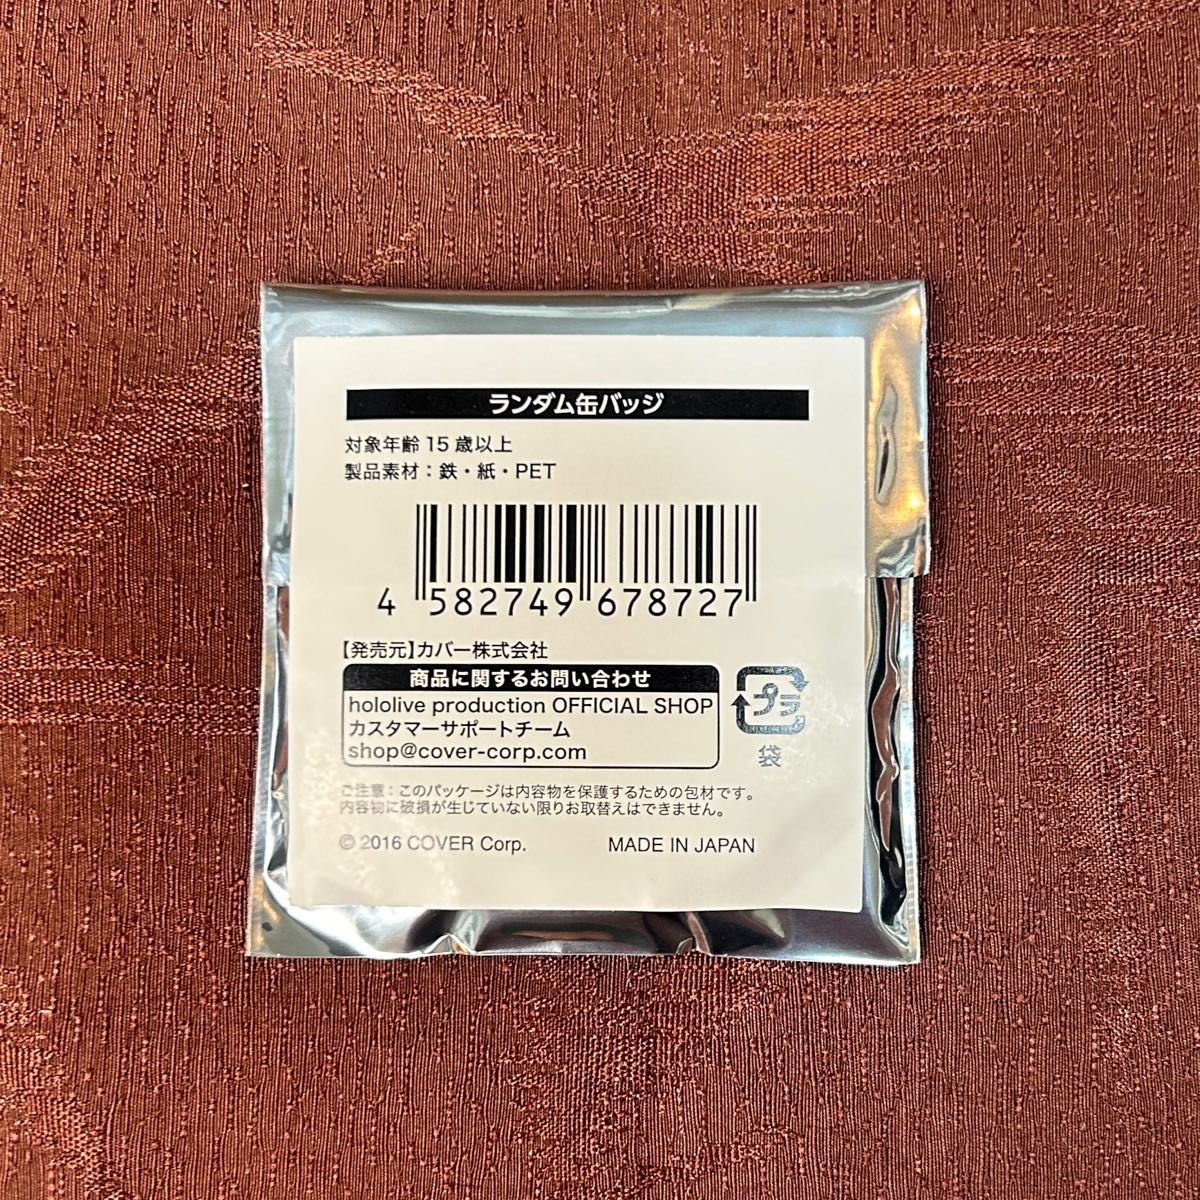 ランダム缶バッジ
対象年齢 15 歳以上
製品素材：鉄・紙・PET
4 582749 678727
【発売元】カバー株式会社
商品に関するお問い合わせ
hololive production OFFICIAL SHOP
カスタマーサポートチーム
shop@cover-corp.com
プラ
袋
ご注意：このパッケージは内容物を保護するための包材です。
内容物に破損が生じていない限りお取替えはできません。
© 2016 COVER Corp. MADE IN JAPAN